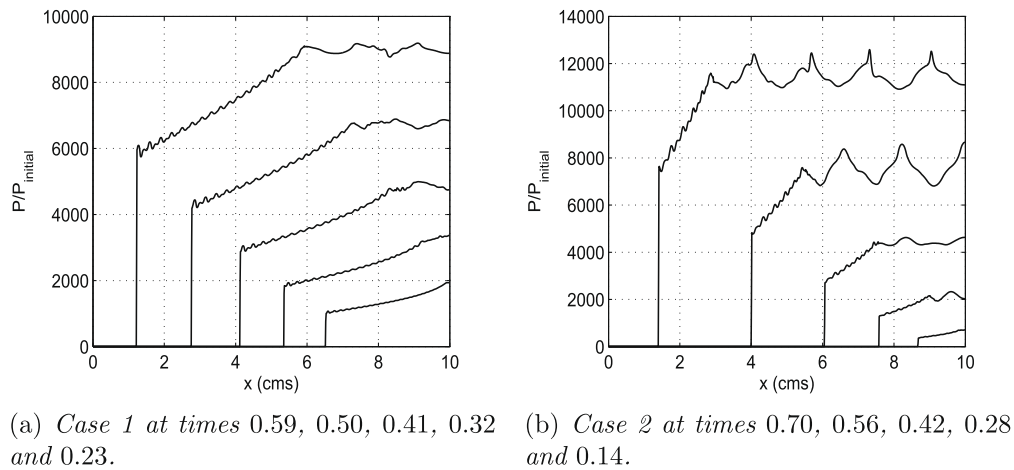 10000
8000
6000
4000
2000
0
P/P initial
0 2 4 6 8 10
x (cms)
14000
12000
10000
8000
6000
4000
2000
0
P/P initial
0 2 4 6 8 10
x (cms)
(a) Case 1 at times 0.59, 0.50, 0.41, 0.32
and 0.23.
(b) Case 2 at times 0.70, 0.56, 0.42, 0.28
and 0.14.